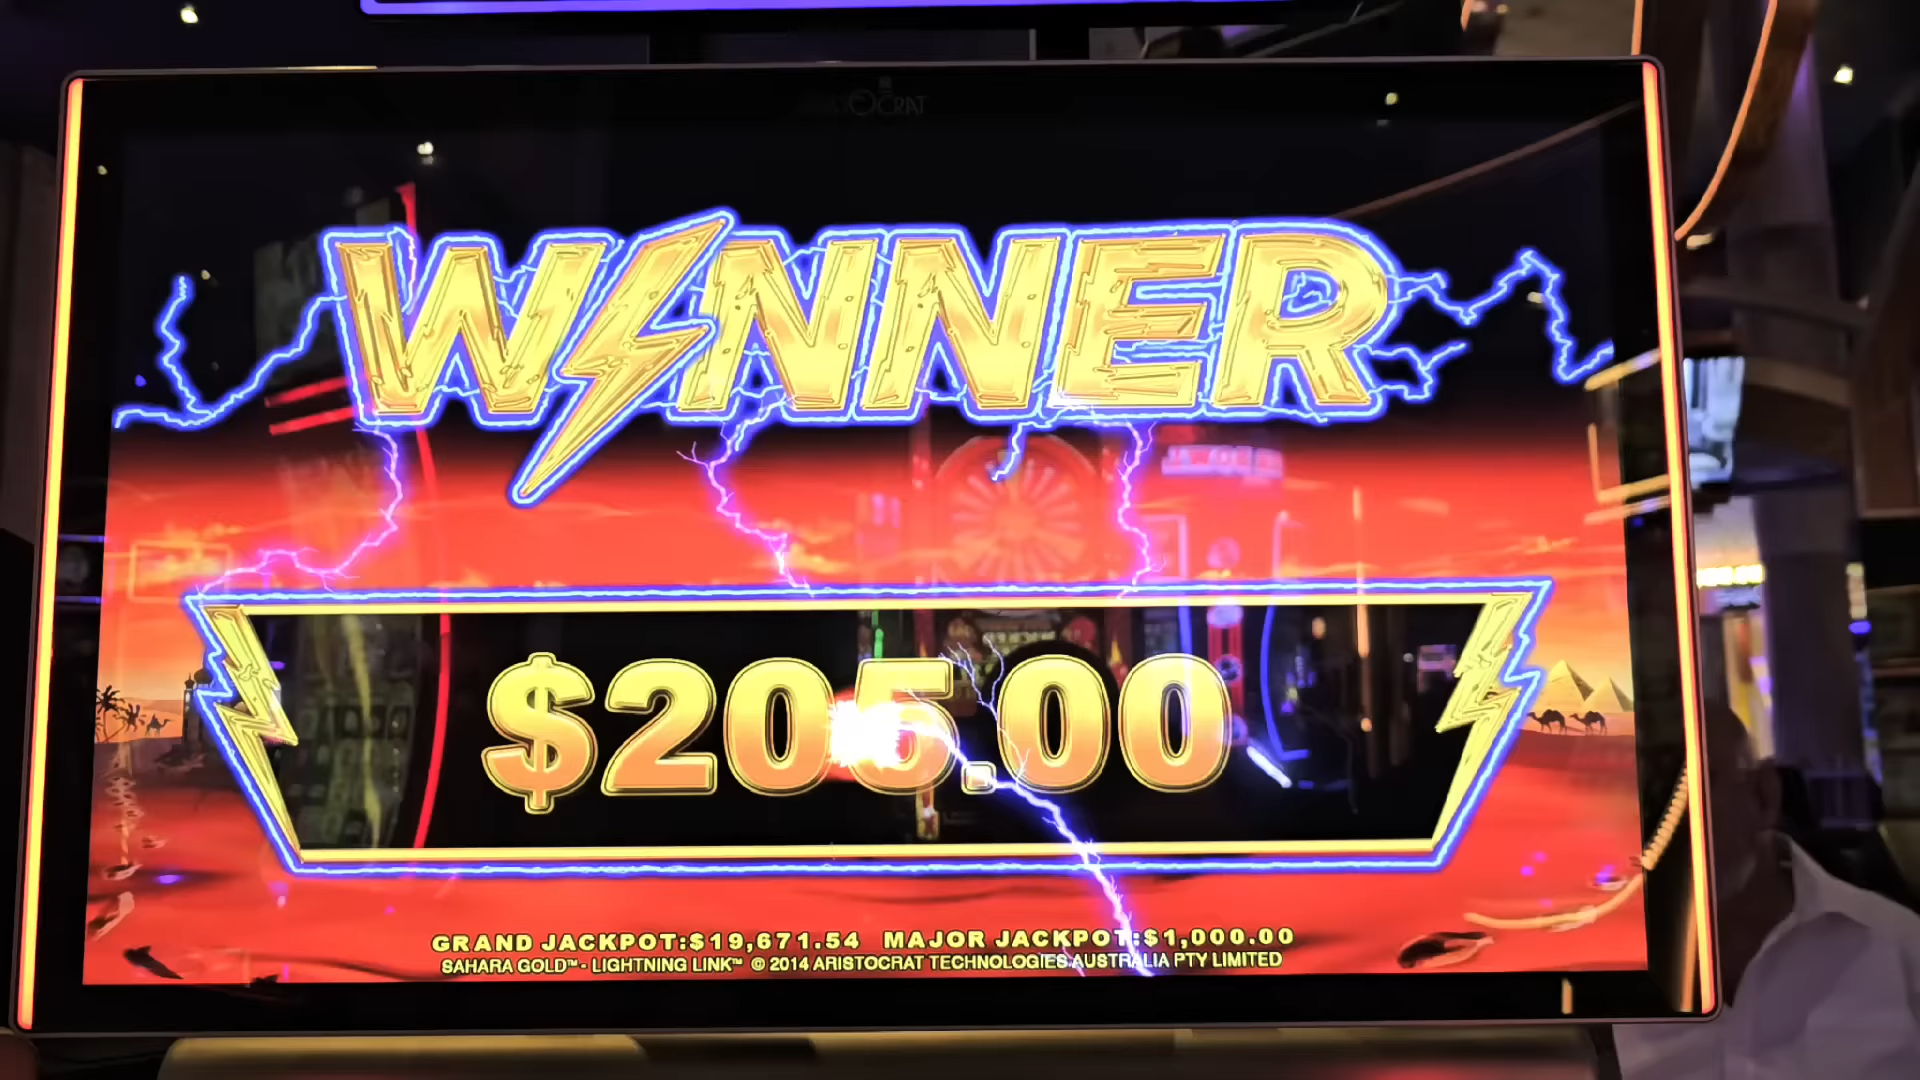 WINNER
$205.00
GRAND JACKPOT:$19,671.54 MAJOR JACKPOT:$1,000.00
SAHARA GOLD™ - LIGHTNING LINK™ © 2014 ARISTOCRAT TECHNOLOGIES AUSTRALIA PTY LIMITED